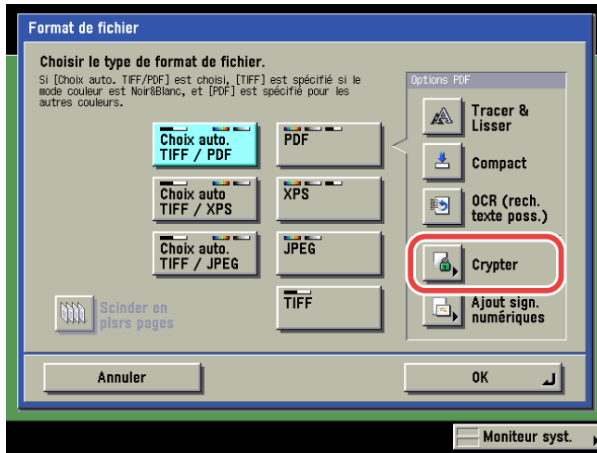 Format de fichier
Choisir le type de format de fichier.
Si [Choix auto. TIFF/PDF] est choisi, [TIFF] est spécifié si le
mode couleur est Noir&Blanc, et [PDF] est spécifié pour les
autres couleurs.
Choix auto.
TIFF / PDF
PDF
Choix auto
TIFF / XPS
XPS
Choix auto.
TIFF / JPEG
JPEG
TIFF
Scinder en
plsrs pages
Options PDF
Tracer &
Lisser
Compact
OCR (rech.
texte poss.)
Crypter
Ajout sign.
numériques
Annuler
OK
Moniteur syst.